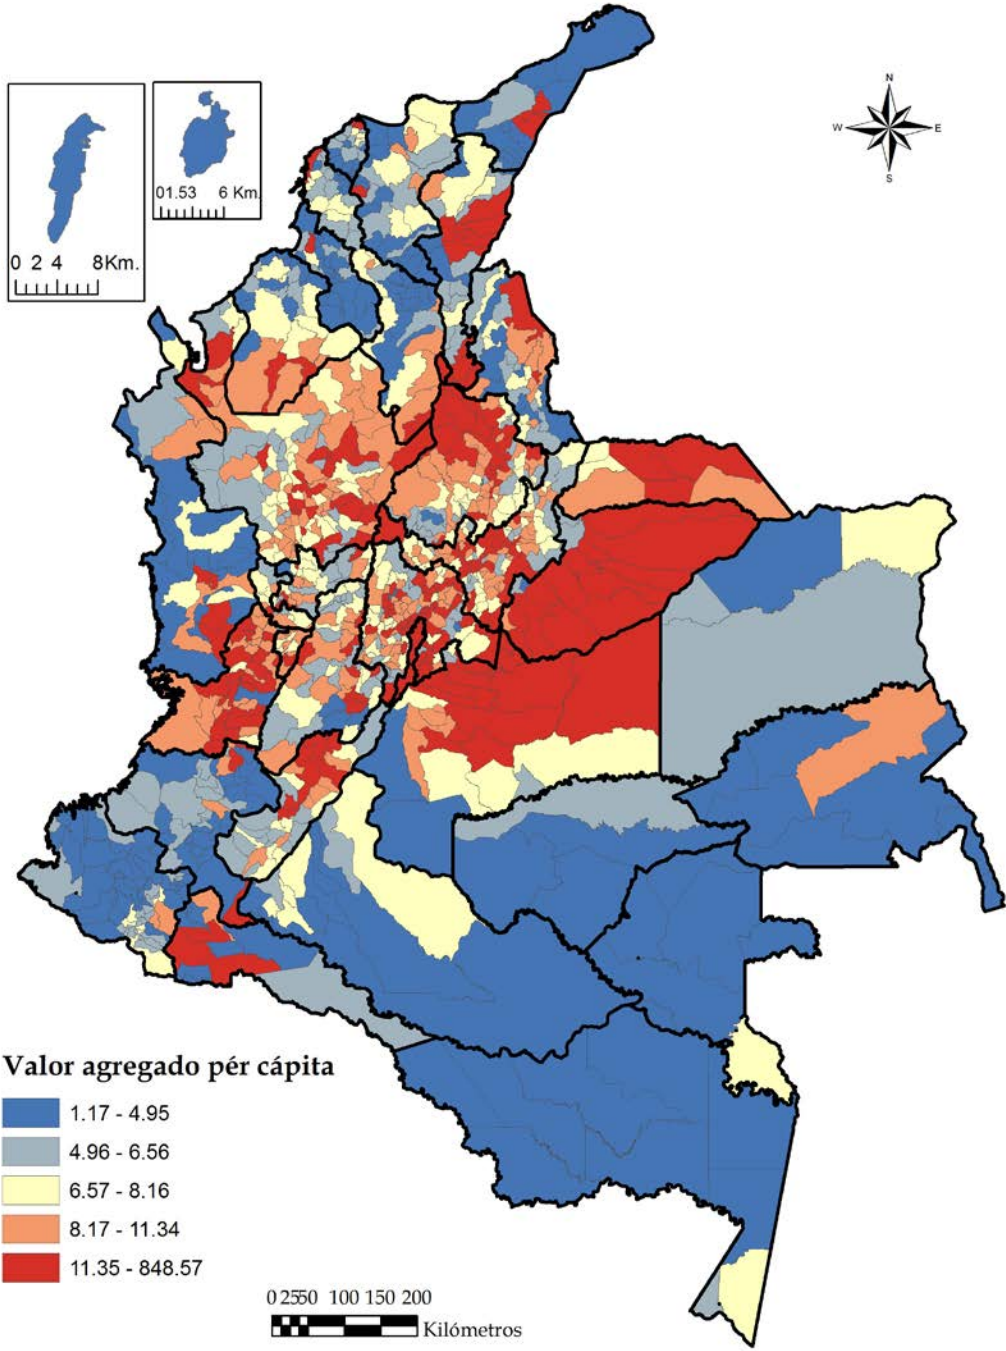 N
W E
S
01.53 6 Km.
0 2 4 8Km.
Valor agregado pér cápita
1.17 - 4.95
4.96 - 6.56
6.57 - 8.16
8.17 - 11.34
11.35 - 848.57
0 2550 100 150 200
Kilómetros